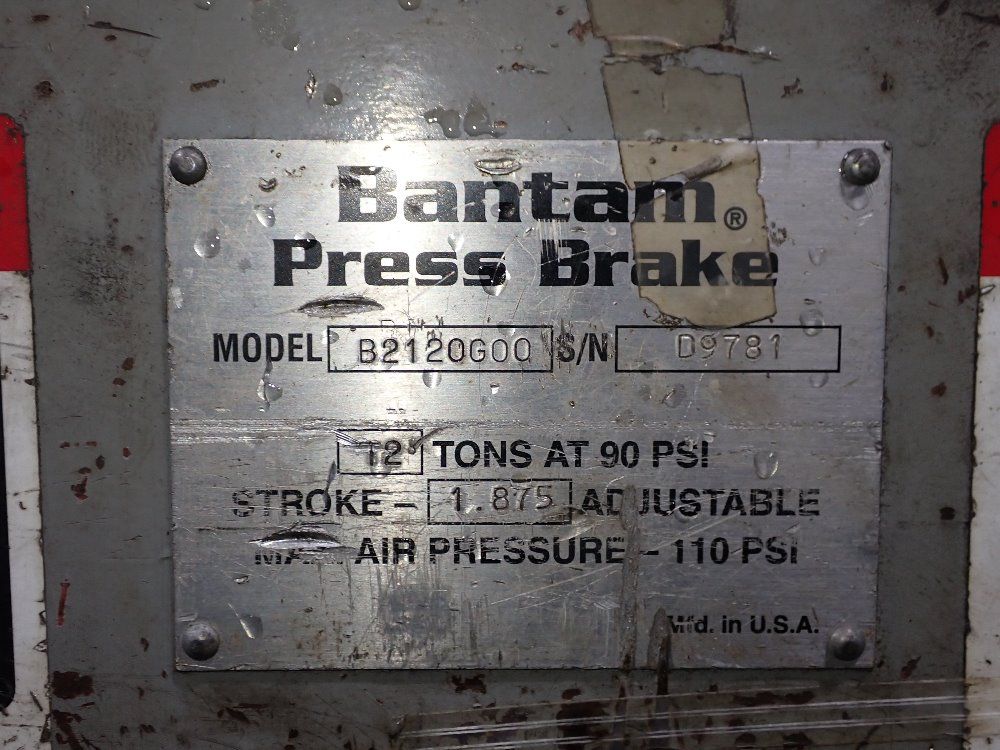 Bantam®
Press Brake
MODEL B2120G00 S/N D9781
12 TONS AT 90 PSI
STROKE - 1.875 ADJUSTABLE
MAX. AIR PRESSURE - 110 PSI
Mfd. in U.S.A.